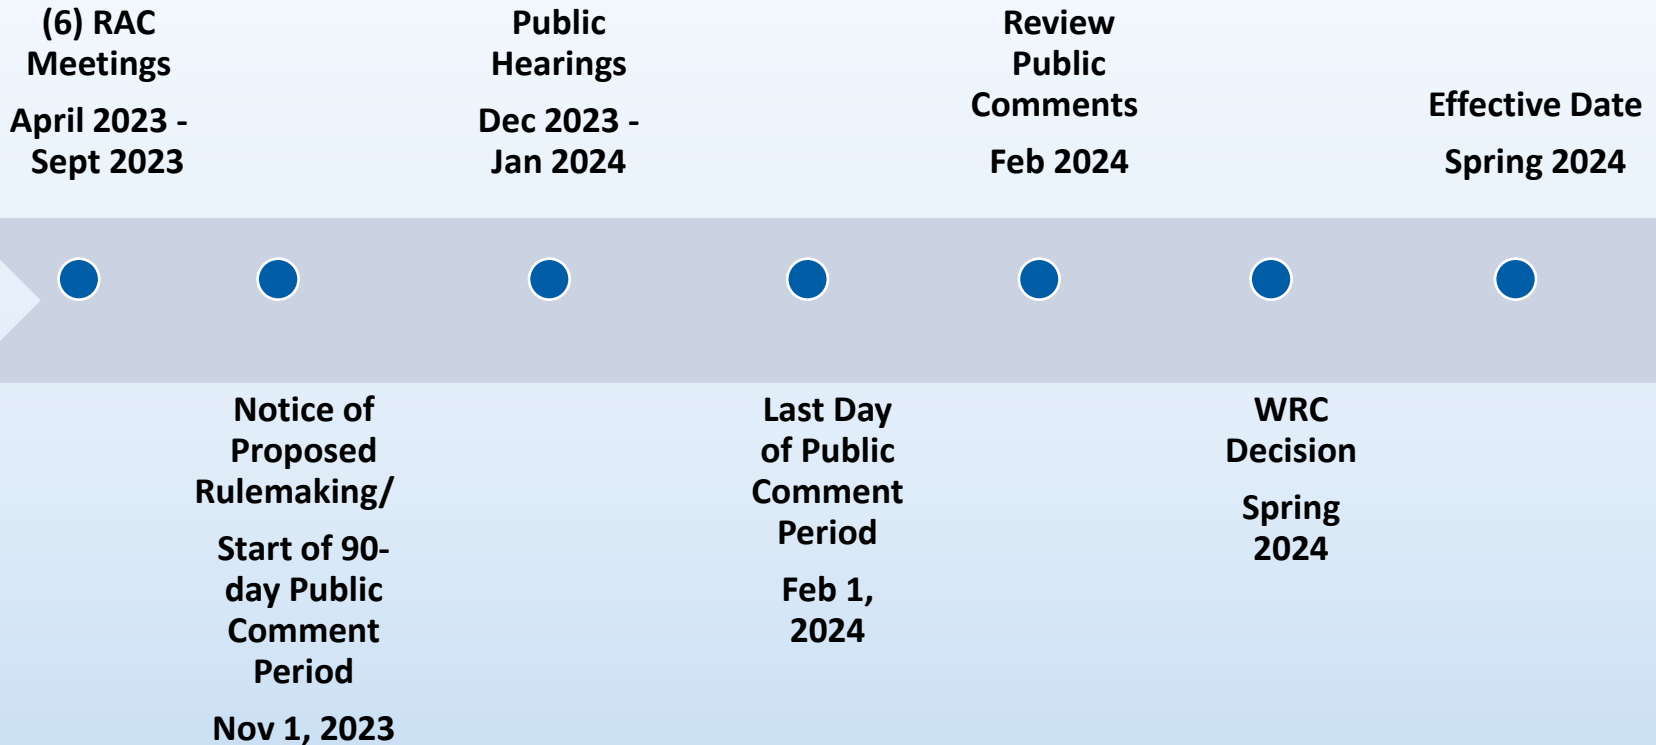 (6) RAC
Meetings
April 2023 -
Sept 2023
Notice of
Proposed
Rulemaking/
Start of 90-
day Public
Comment
Period
Nov 1, 2023
Public
Hearings
Dec 2023 -
Jan 2024
Last Day
of Public
Comment
Period
Feb 1,
2024
Review
Public
Comments
Feb 2024
WRC
Decision
Spring
2024
Effective Date
Spring 2024